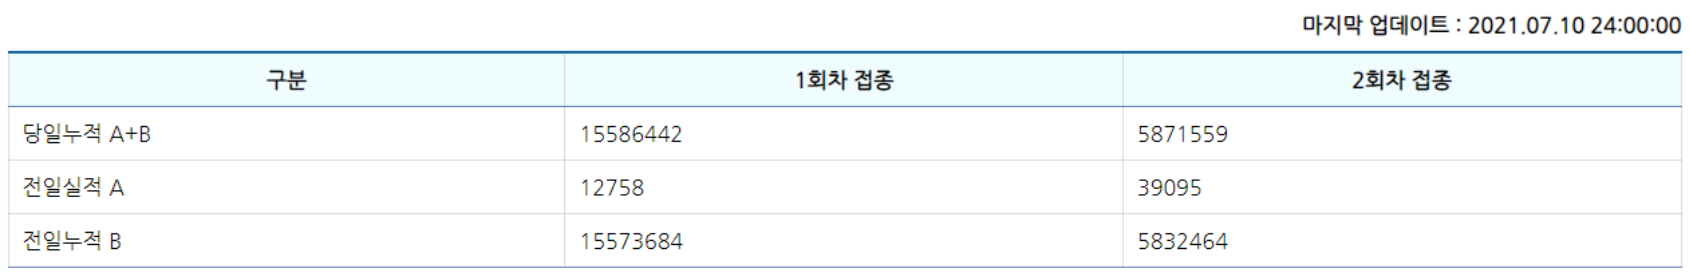 마지막 업데이트 : 2021.07.10 24:00:00
구분 1회차 접종 2회차 접종
당일누적 A+B 15586442 5871559
전일실적 A 12758 39095
전일누적 B 15573684 5832464